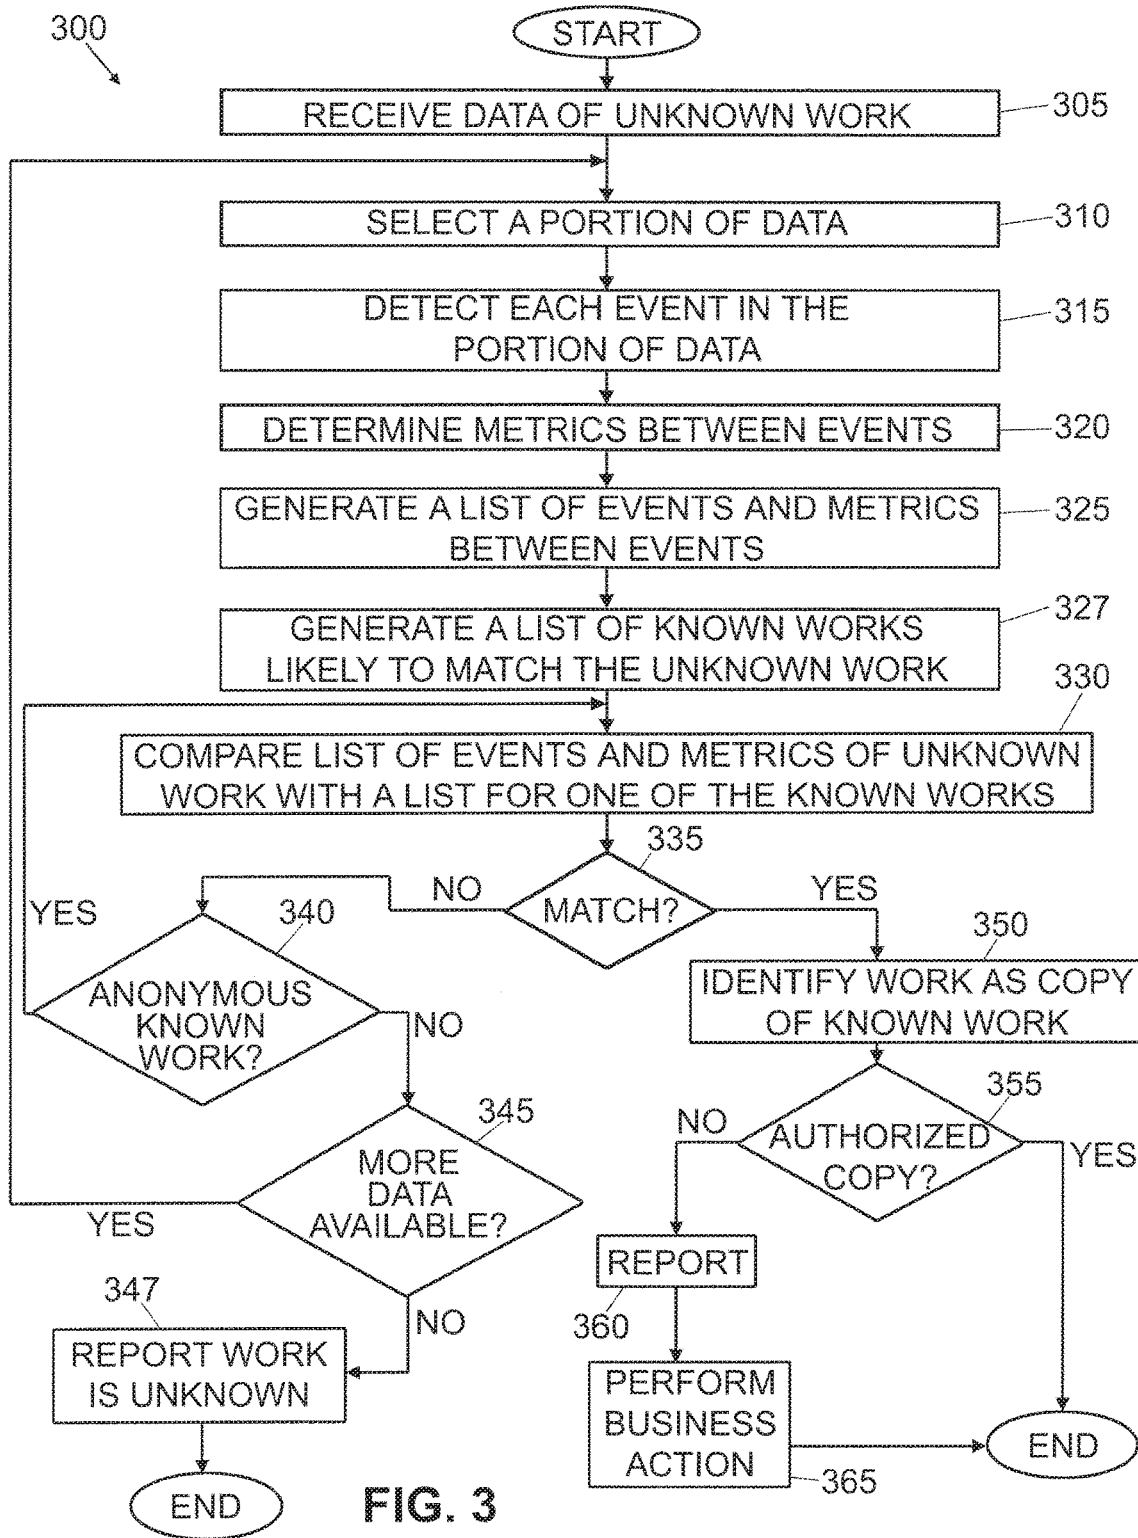 300
START
RECEIVE DATA OF UNKNOWN WORK
305
SELECT A PORTION OF DATA
310
DETECT EACH EVENT IN THE
PORTION OF DATA
315
DETERMINE METRICS BETWEEN EVENTS
320
GENERATE A LIST OF EVENTS AND METRICS
BETWEEN EVENTS
325
GENERATE A LIST OF KNOWN WORKS
LIKELY TO MATCH THE UNKNOWN WORK
327
330
COMPARE LIST OF EVENTS AND METRICS OF UNKNOWN
WORK WITH A LIST FOR ONE OF THE KNOWN WORKS
335
MATCH?
NO
YES
YES
340
ANONYMOUS
KNOWN
WORK?
NO
350
IDENTIFY WORK AS COPY
OF KNOWN WORK
345
MORE
DATA
AVAILABLE?
YES
NO
355
AUTHORIZED
COPY?
NO
YES
347
REPORT WORK
IS UNKNOWN
END
REPORT
360
PERFORM
BUSINESS
ACTION
365
END
FIG. 3